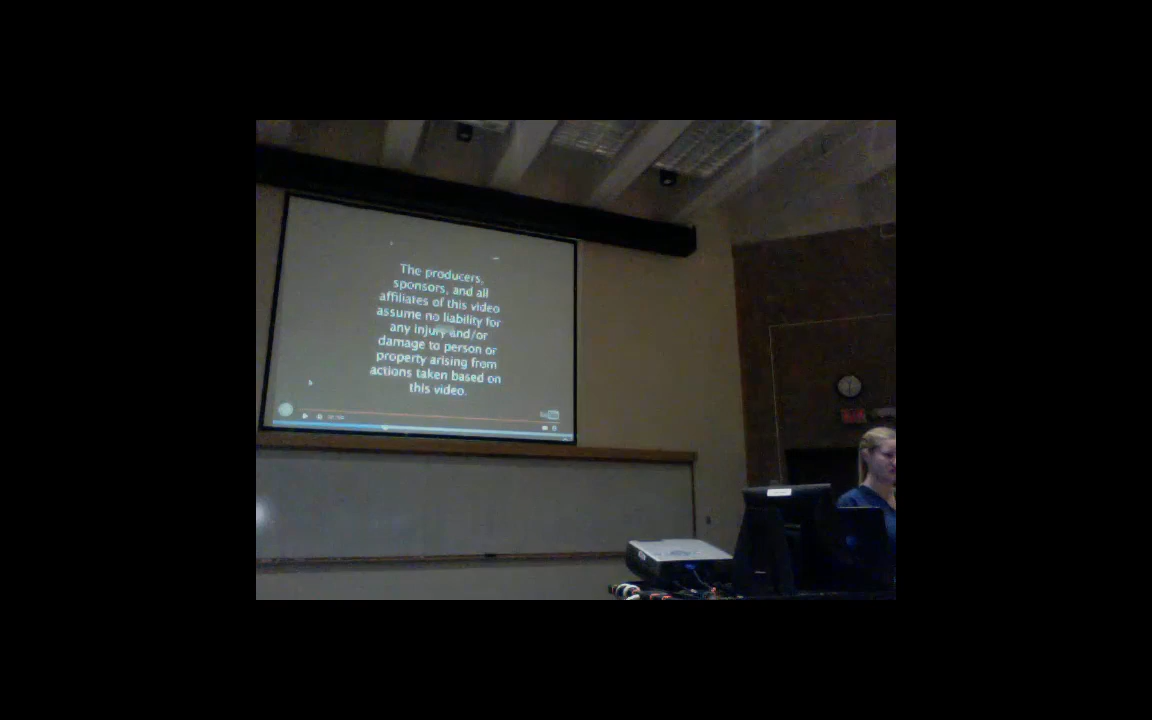 The producers,
sponsors, and all
affiliates of this video
assume no liability for
any injury and/or
damage to person or
property arising from
actions taken based on
this video.